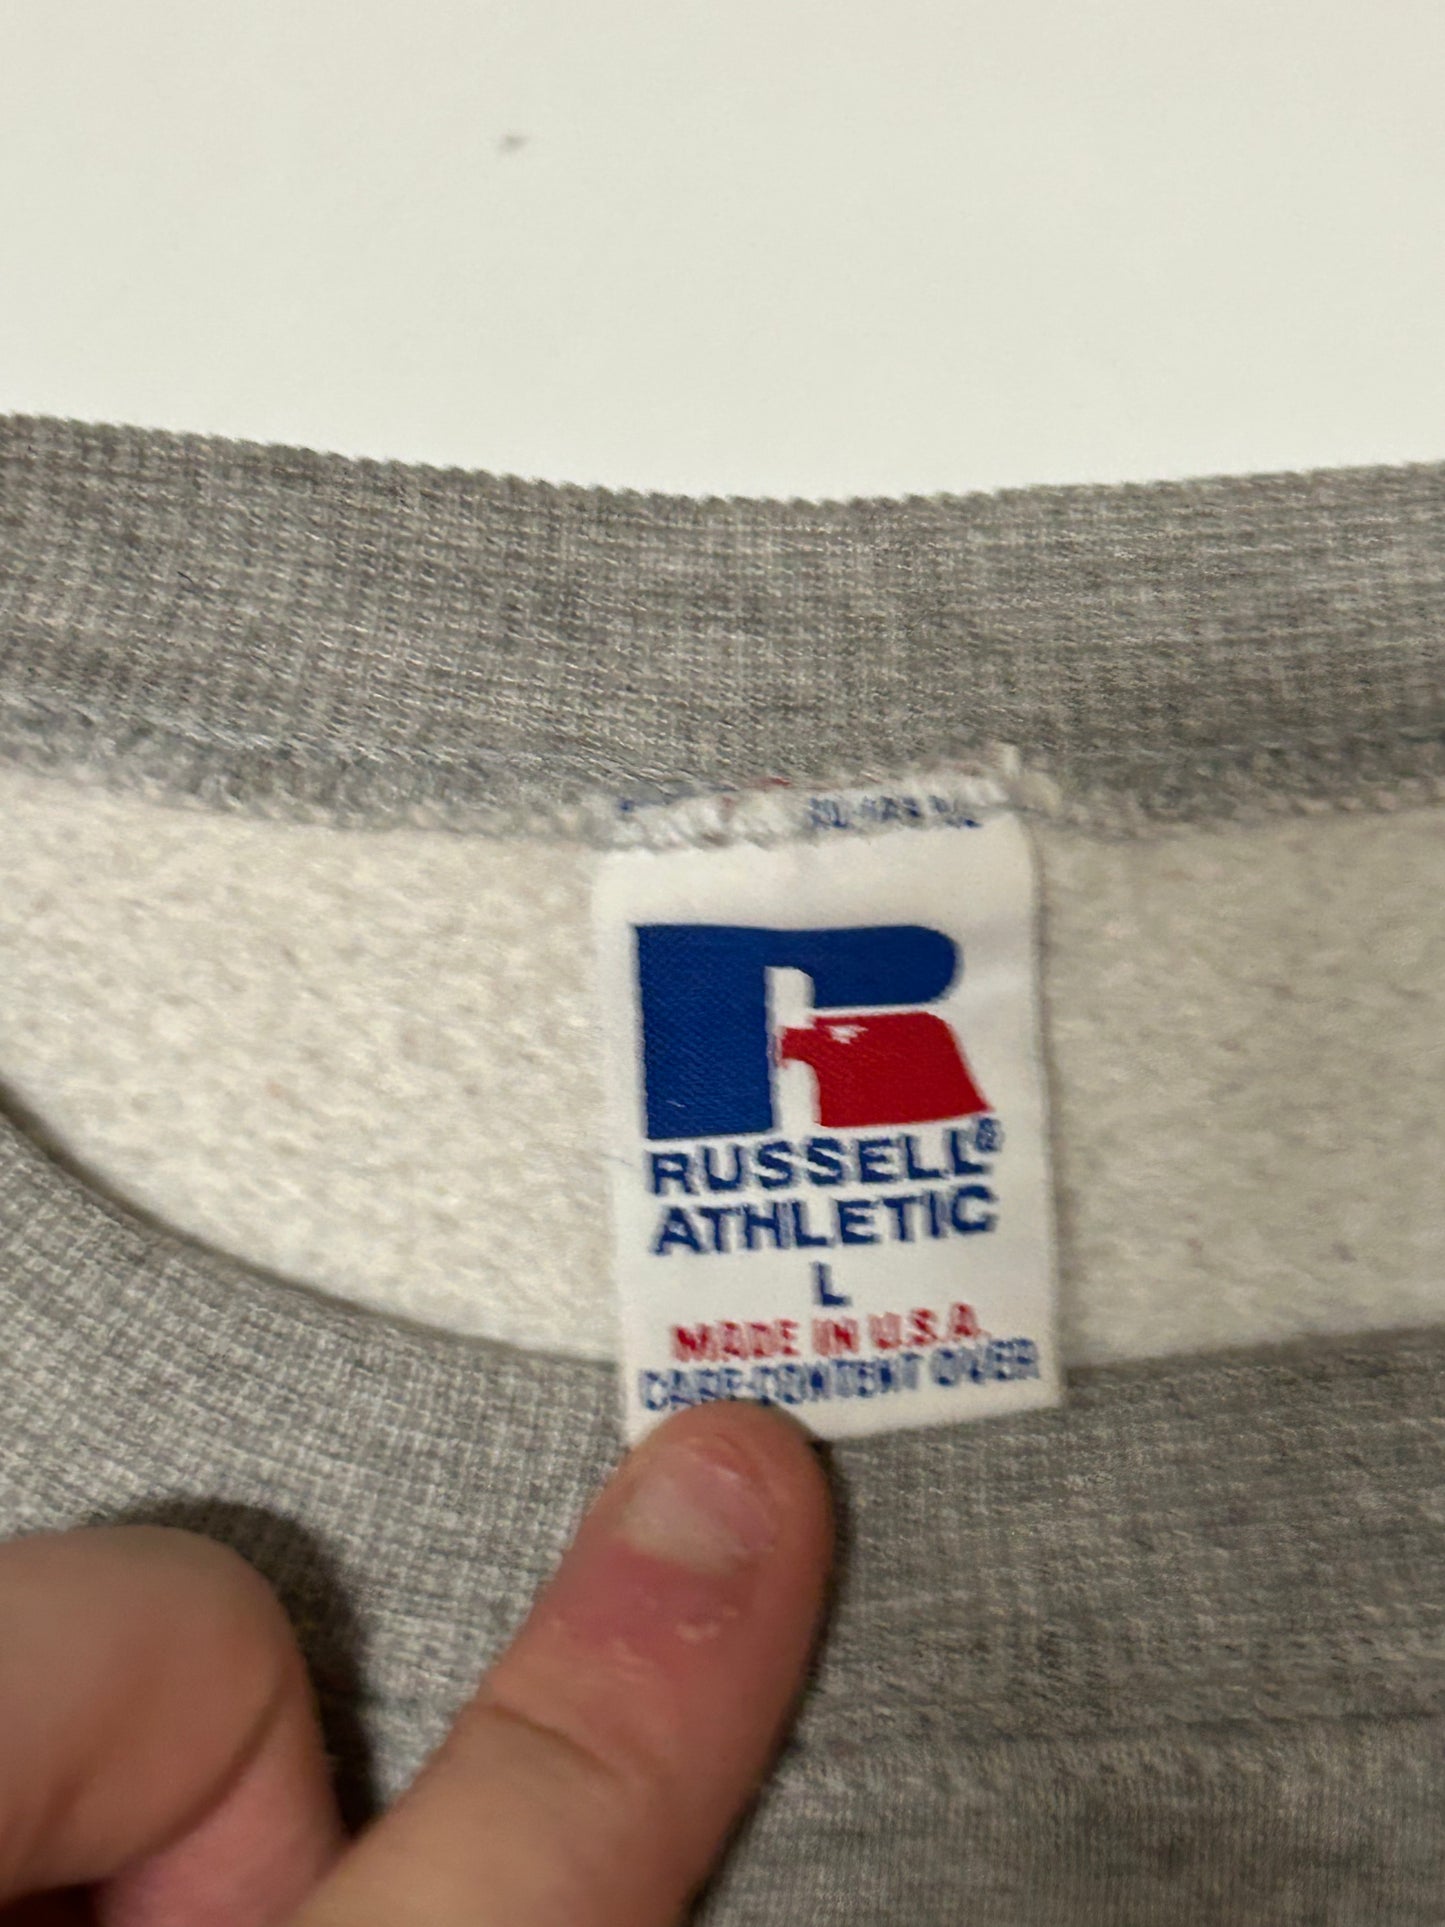 R
RUSSELL®
ATHLETIC
L
MADE IN U.S.A.
CARE-CONTENT OVER